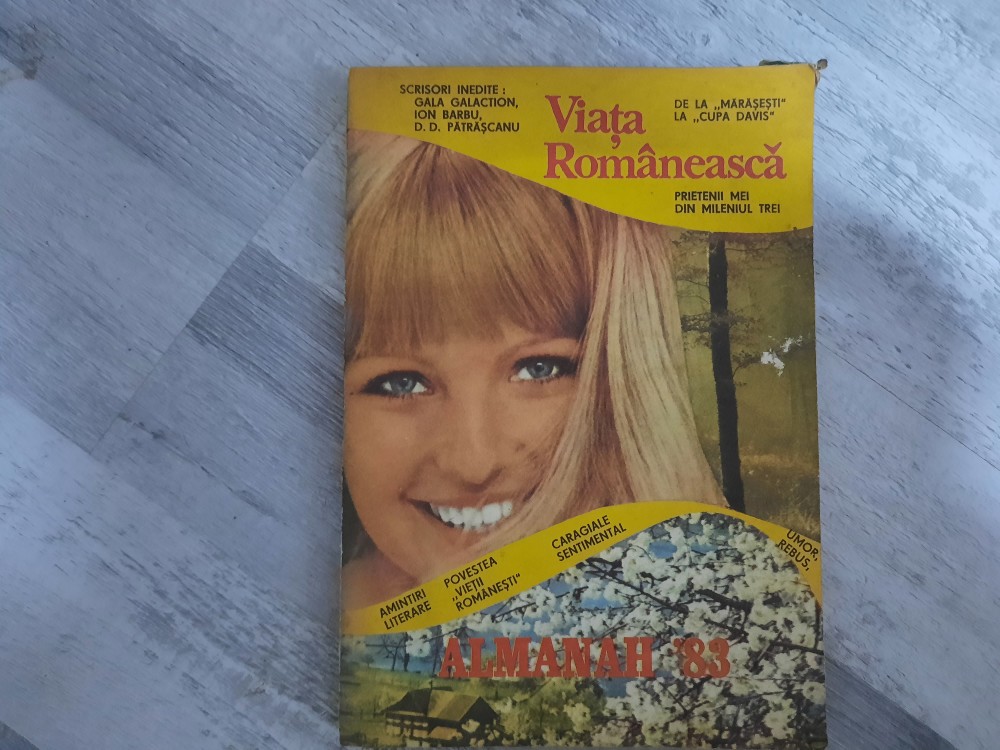 SCRISORI INEDITE :
GALA GALACTION,
ION BARBU,
D. D. PĂTRĂȘCANU
Viața
Românească
DE LA „MĂRĂȘEȘTI"
LA „CUPA DAVIS"
PRIETENII MEI
DIN MILENIUL TREI
AMINTIRI
LITERARE
POVESTEA
„VIEȚII
ROMÂNEȘTI"
CARAGIALE
SENTIMENTAL
UMOR,
REBUS,
ALMANAH '83